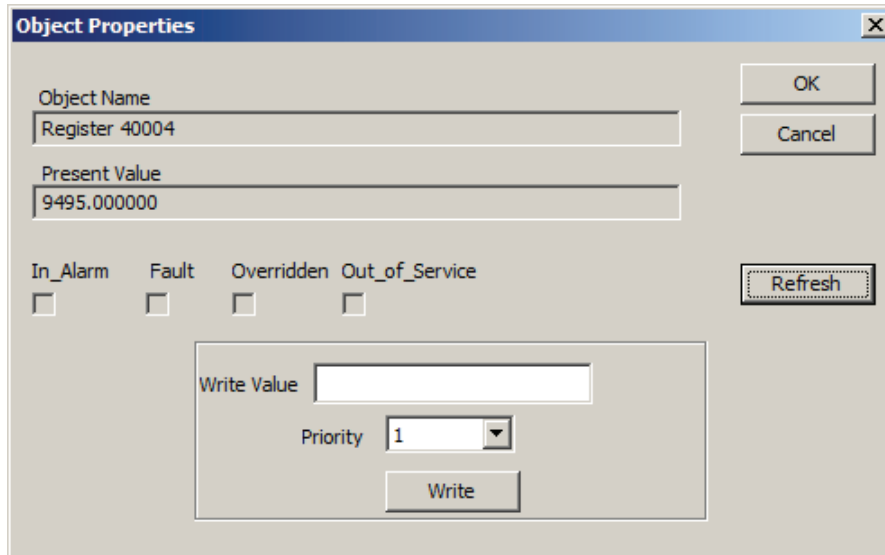 Object Properties
OK
Object Name
Register 40004
Cancel
Present Value
9495.000000
In_Alarm Fault Overridden Out_of_Service
Refresh
Write Value
Priority 1
Write